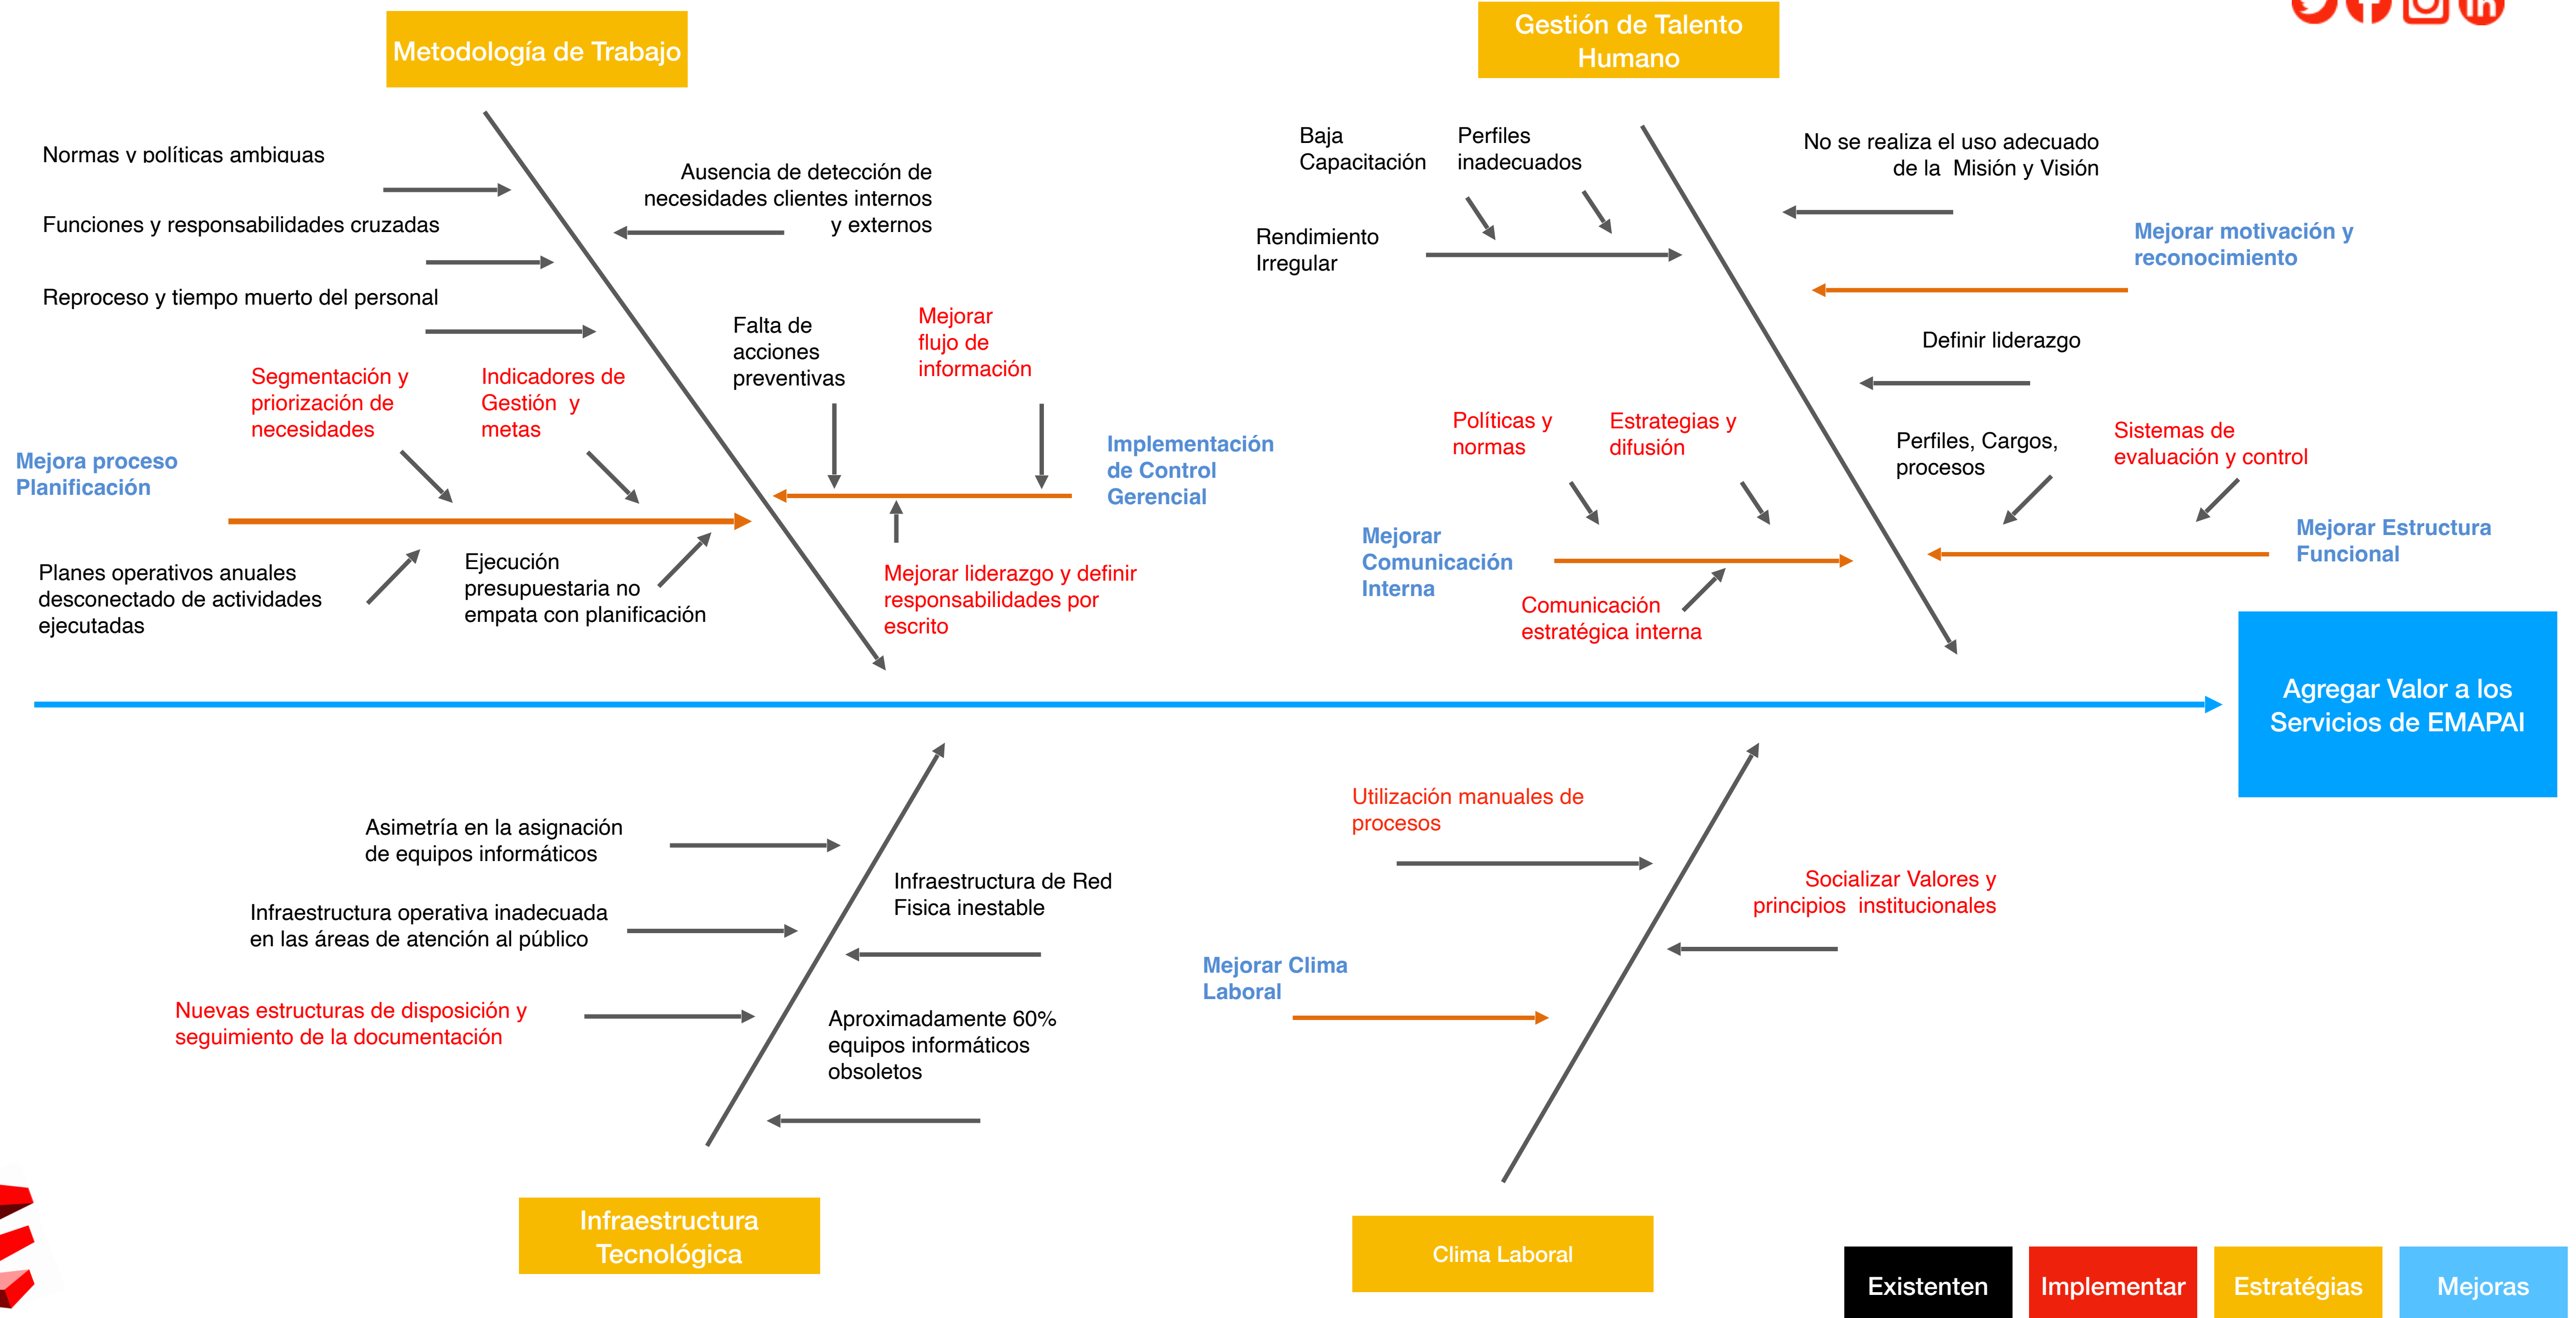 Metodología de Trabajo
Gestión de Talento
Humano
Normas y políticas ambiguas
Funciones y responsabilidades cruzadas
Reproceso y tiempo muerto del personal
Ausencia de detección de
necesidades clientes internos
y externos
Segmentación y
priorización de
necesidades
Indicadores de
Gestión y
metas
Falta de
acciones
preventivas
Mejorar
flujo de
información
Mejora proceso
Planificación
Implementación
de Control
Gerencial
Planes operativos anuales
desconectado de actividades
ejecutadas
Ejecución
presupuestaria no
empata con planificación
Mejorar liderazgo y definir
responsabilidades por
escrito
Baja
Capacitación
Perfiles
inadecuados
Rendimiento
Irregular
No se realiza el uso adecuado
de la Misión y Visión
Mejorar motivación y
reconocimiento
Definir liderazgo
Políticas y
normas
Estrategias y
difusión
Perfiles, Cargos,
procesos
Sistemas de
evaluación y control
Mejorar
Comunicación
Interna
Comunicación
estratégica interna
Mejorar Estructura
Funcional
Agregar Valor a los
Servicios de EMAPAI
Asimetría en la asignación
de equipos informáticos
Infraestructura operativa inadecuada
en las áreas de atención al público
Nuevas estructuras de disposición y
seguimiento de la documentación
Infraestructura de Red
Fisica inestable
Aproximadamente 60%
equipos informáticos
obsoletos
Utilización manuales de
procesos
Socializar Valores y
principios institucionales
Mejorar Clima
Laboral
Infraestructura
Tecnológica
Clima Laboral
Existenten
Implementar
Estratégias
Mejoras